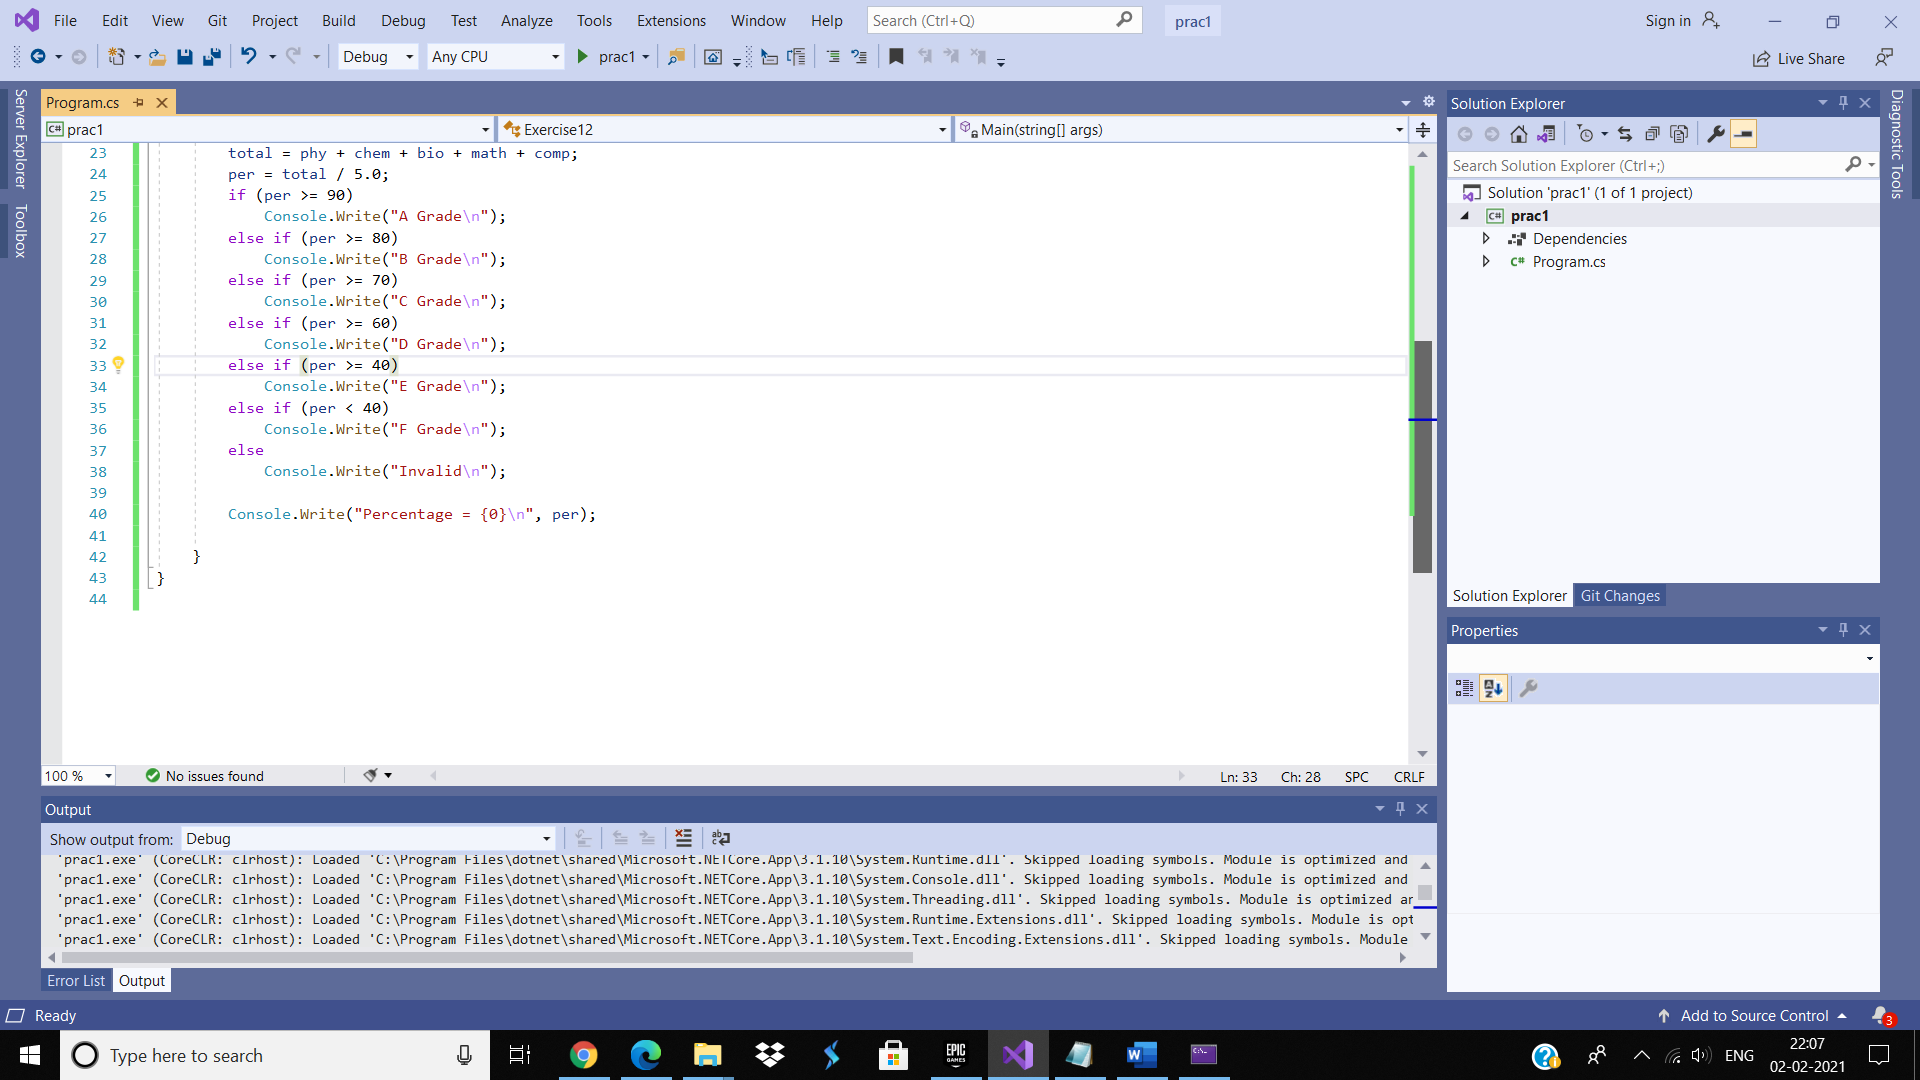 File Edit View Git Project Build Debug Test Analyze Tools Extensions Window Help Search (Ctrl+Q) prac1 Sign in
Debug Any CPU prac1 Live Share
Server Explorer
Toolbox
Program.cs
prac1 Exercise12 Main(string[] args)
23 total = phy + chem + bio + math + comp;
24 per = total / 5.0;
25 if (per >= 90)
26 Console.Write("A Grade\n");
27 else if (per >= 80)
28 Console.Write("B Grade\n");
29 else if (per >= 70)
30 Console.Write("C Grade\n");
31 else if (per >= 60)
32 Console.Write("D Grade\n");
33 else if (per >= 40)
34 Console.Write("E Grade\n");
35 else if (per < 40)
36 Console.Write("F Grade\n");
37 else
38 Console.Write("Invalid\n");
39
40 Console.Write("Percentage = {0}\n", per);
41
42 }
43 }
44
100 % No issues found Ln: 33 Ch: 28 SPC CRLF
Output
Show output from: Debug
'prac1.exe' (CoreCLR: clrhost): Loaded 'C:\Program Files\dotnet\shared\Microsoft.NETCore.App\3.1.10\System.Runtime.dll'. Skipped loading symbols. Module is optimized and
'prac1.exe' (CoreCLR: clrhost): Loaded 'C:\Program Files\dotnet\shared\Microsoft.NETCore.App\3.1.10\System.Console.dll'. Skipped loading symbols. Module is optimized and
'prac1.exe' (CoreCLR: clrhost): Loaded 'C:\Program Files\dotnet\shared\Microsoft.NETCore.App\3.1.10\System.Threading.dll'. Skipped loading symbols. Module is optimized ar
'prac1.exe' (CoreCLR: clrhost): Loaded 'C:\Program Files\dotnet\shared\Microsoft.NETCore.App\3.1.10\System.Runtime.Extensions.dll'. Skipped loading symbols. Module is opt
'prac1.exe' (CoreCLR: clrhost): Loaded 'C:\Program Files\dotnet\shared\Microsoft.NETCore.App\3.1.10\System.Text.Encoding.Extensions.dll'. Skipped loading symbols. Module
Error List Output
Solution Explorer
Search Solution Explorer (Ctrl+;)
Solution 'prac1' (1 of 1 project)
C# prac1
Dependencies
C# Program.cs
Solution Explorer Git Changes
Properties
Diagnostic Tools
Ready Add to Source Control 3
Type here to search EPIC GAMES ENG 22:07
02-02-2021